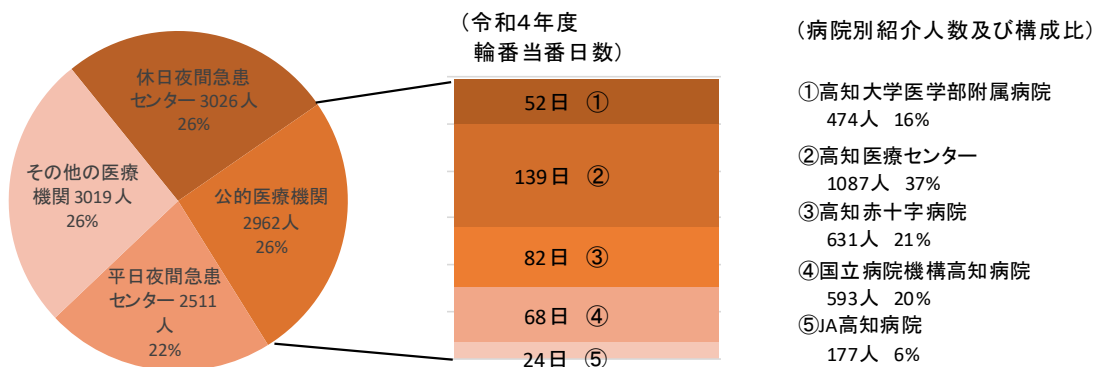 休日夜間急患
センター 3026人
26%
公的医療機関
2962人
26%
平日夜間急患
センター 2511
人
22%
その他の医療
機関 3019人
26%
(令和4年度
輪番当番日数)
52日 ①
139日 ②
82日 ③
68日 ④
24日 ⑤
(病院別紹介人数及び構成比)
①高知大学医学部附属病院
474人 16%
②高知医療センター
1087人 37%
③高知赤十字病院
631人 21%
④国立病院機構高知病院
593人 20%
⑤JA高知病院
177人 6%